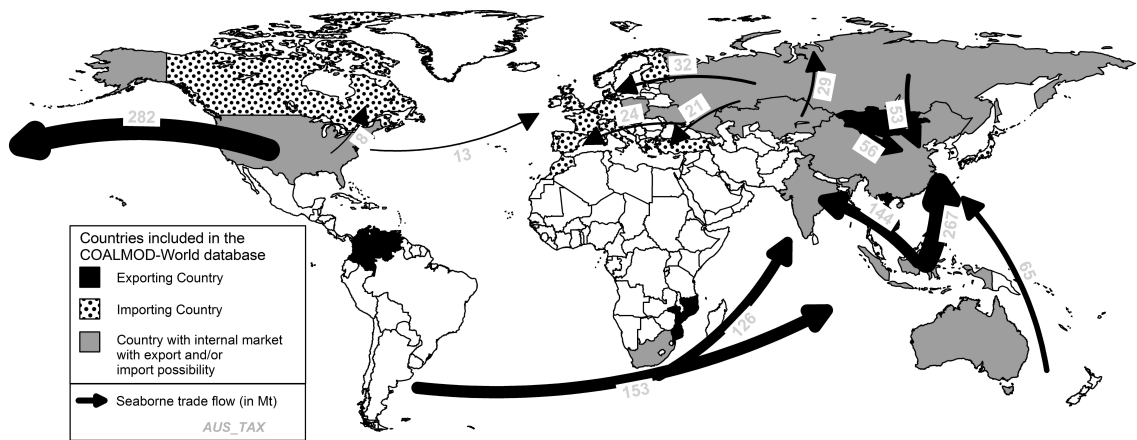 32
29
282
24
21
53
8
13
56
144
267
65
126
153
Countries included in the
COALMOD-World database
Exporting Country
Importing Country
Country with internal market
with export and/or
import possibility
Seaborne trade flow (in Mt)
AUS_TAX